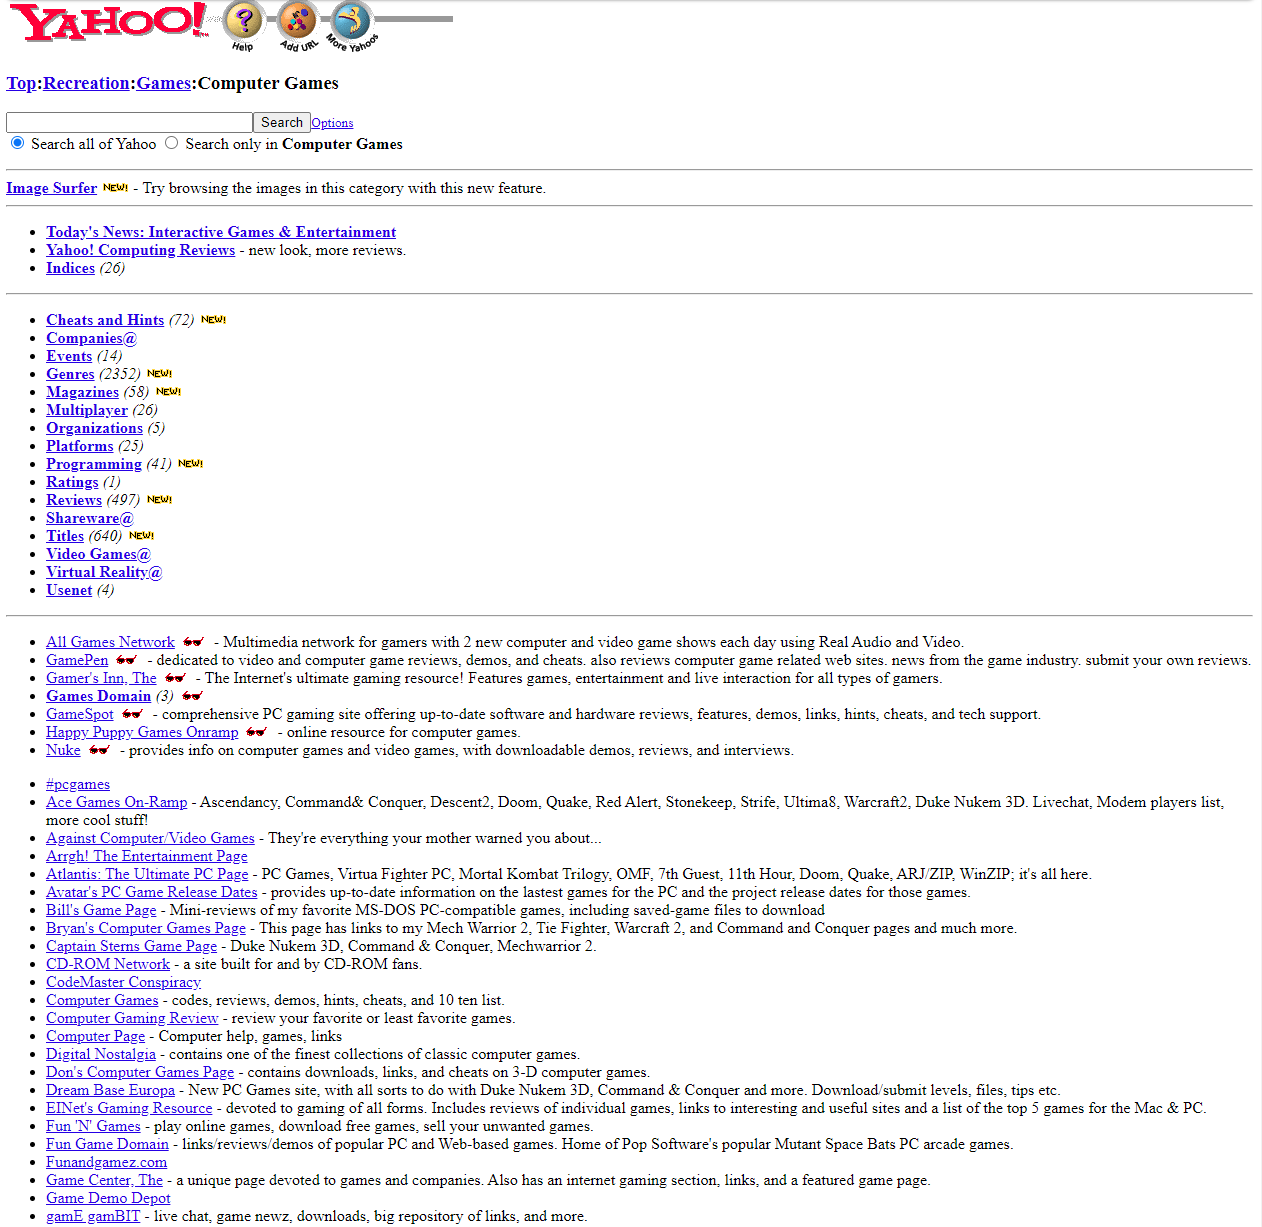 YAHOO!
Help
Add URL
More Yahoos
Top:Recreation:Games:Computer Games
Search Options
Search all of Yahoo Search only in Computer Games
Image Surfer NEW! - Try browsing the images in this category with this new feature.
Today's News: Interactive Games & Entertainment
Yahoo! Computing Reviews - new look, more reviews.
Indices (26)
Cheats and Hints (72) NEW!
Companies@
Events (14)
Genres (2352) NEW!
Magazines (58) NEW!
Multiplayer (26)
Organizations (5)
Platforms (25)
Programming (41) NEW!
Ratings (1)
Reviews (497) NEW!
Shareware@
Titles (640) NEW!
Video Games@
Virtual Reality@
Usenet (4)
All Games Network - Multimedia network for gamers with 2 new computer and video game shows each day using Real Audio and Video.
GamePen - dedicated to video and computer game reviews, demos, and cheats. also reviews computer game related web sites. news from the game industry. submit your own reviews.
Gamer's Inn, The - The Internet's ultimate gaming resource! Features games, entertainment and live interaction for all types of gamers.
Games Domain (3)
GameSpot - comprehensive PC gaming site offering up-to-date software and hardware reviews, features, demos, links, hints, cheats, and tech support.
Happy Puppy Games Onramp - online resource for computer games.
Nuke - provides info on computer games and video games, with downloadable demos, reviews, and interviews.
#pcgames
Ace Games On-Ramp - Ascendancy, Command& Conquer, Descent2, Doom, Quake, Red Alert, Stonekeep, Strife, Ultima8, Warcraft2, Duke Nukem 3D. Livechat, Modem players list,
more cool stuff!
Against Computer/Video Games - They're everything your mother warned you about...
Arrgh! The Entertainment Page
Atlantis: The Ultimate PC Page - PC Games, Virtua Fighter PC, Mortal Kombat Trilogy, OMF, 7th Guest, 11th Hour, Doom, Quake, ARJ/ZIP, WinZIP; it's all here.
Avatar's PC Game Release Dates - provides up-to-date information on the lastest games for the PC and the project release dates for those games.
Bill's Game Page - Mini-reviews of my favorite MS-DOS PC-compatible games, including saved-game files to download
Bryan's Computer Games Page - This page has links to my Mech Warrior 2, Tie Fighter, Warcraft 2, and Command and Conquer pages and much more.
Captain Sterns Game Page - Duke Nukem 3D, Command & Conquer, Mechwarrior 2.
CD-ROM Network - a site built for and by CD-ROM fans.
CodeMaster Conspiracy
Computer Games - codes, reviews, demos, hints, cheats, and 10 ten list.
Computer Gaming Review - review your favorite or least favorite games.
Computer Page - Computer help, games, links
Digital Nostalgia - contains one of the finest collections of classic computer games.
Don's Computer Games Page - contains downloads, links, and cheats on 3-D computer games.
Dream Base Europa - New PC Games site, with all sorts to do with Duke Nukem 3D, Command & Conquer and more. Download/submit levels, files, tips etc.
EINet's Gaming Resource - devoted to gaming of all forms. Includes reviews of individual games, links to interesting and useful sites and a list of the top 5 games for the Mac & PC.
Fun 'N' Games - play online games, download free games, sell your unwanted games.
Fun Game Domain - links/reviews/demos of popular PC and Web-based games. Home of Pop Software's popular Mutant Space Bats PC arcade games.
Funandgamez.com
Game Center, The - a unique page devoted to games and companies. Also has an internet gaming section, links, and a featured game page.
Game Demo Depot
gamE gamBIT - live chat, game newz, downloads, big repository of links, and more.